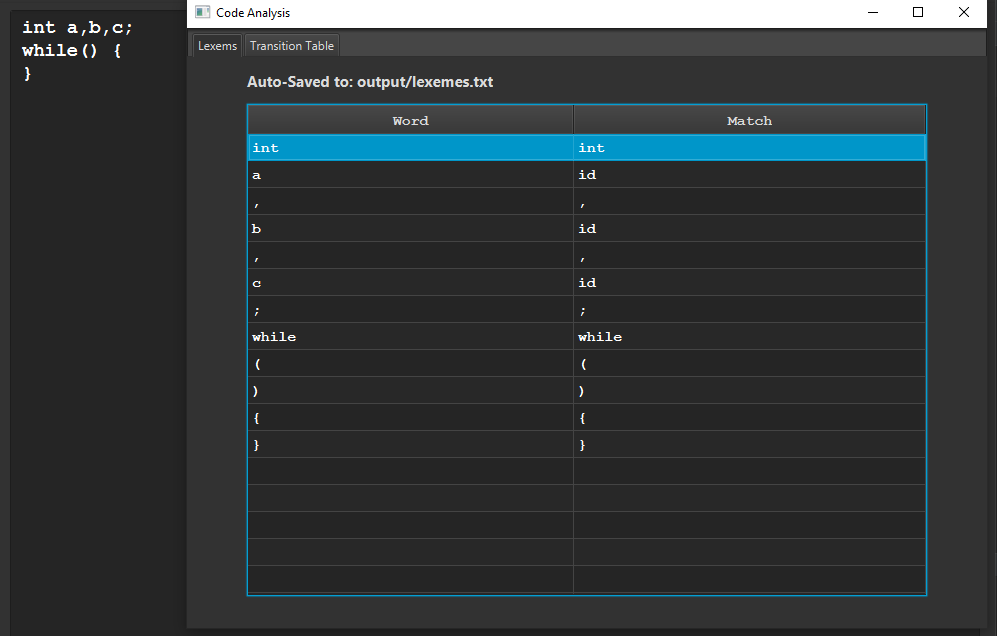 int a,b,c;
while() {
}
Code Analysis
Lexems Transition Table
Auto-Saved to: output/lexemes.txt
Word Match
int int
a id
, ,
b id
, ,
c id
; ;
while while
( (
) )
{ {
} }